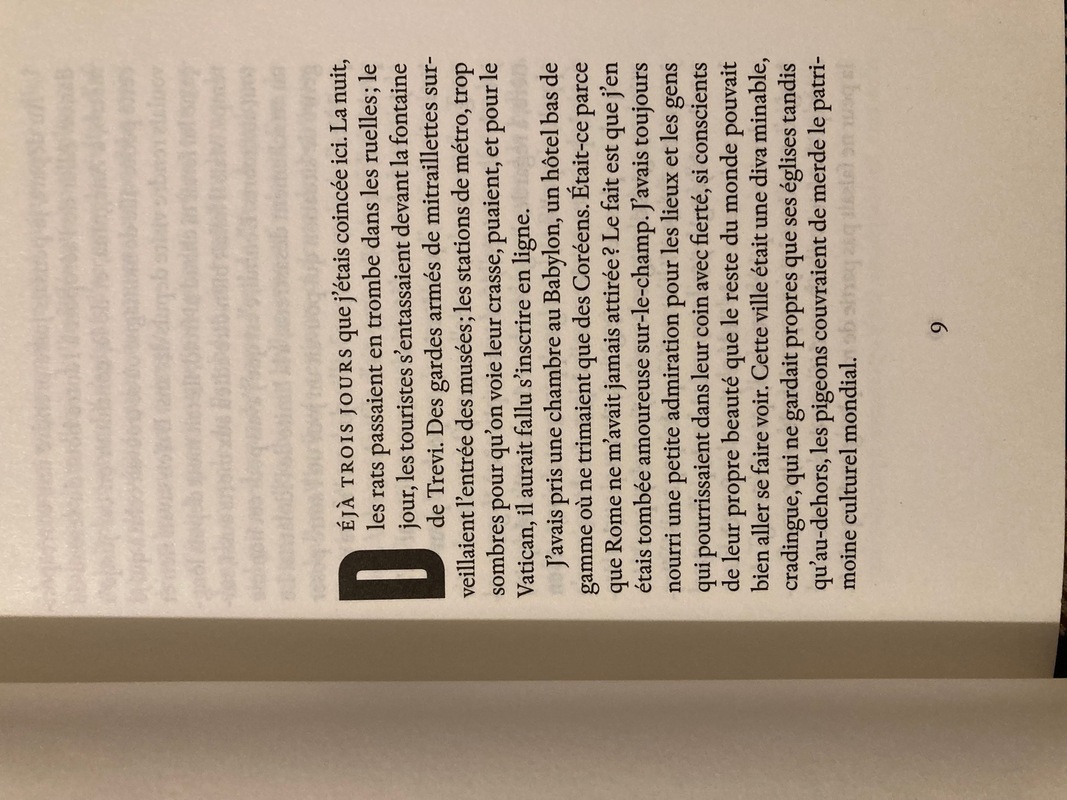 DÉJÀ TROIS JOURS que j'étais coincée ici. La nuit,
les rats passaient en trombe dans les ruelles ; le
jour, les touristes s'entassaient devant la fontaine
de Trevi. Des gardes armés de mitraillettes sur-
veillaient l'entrée des musées ; les stations de métro, trop
sombres pour qu'on voie leur crasse, puaient, et pour le
Vatican, il aurait fallu s'inscrire en ligne.
J'avais pris une chambre au Babylon, un hôtel bas de
gamme où ne trimaient que des Coréens. Était-ce parce
que Rome ne m'avait jamais attirée ? Le fait est que j'en
étais tombée amoureuse sur-le-champ. J'avais toujours
nourri une petite admiration pour les lieux et les gens
qui pourrissaient dans leur coin avec fierté, si conscients
de leur propre beauté que le reste du monde pouvait
bien aller se faire voir. Cette ville était une diva minable,
cradingue, qui ne gardait propres que ses églises tandis
qu'au-dehors, les pigeons couvraient de merde le patri-
moine culturel mondial.
9